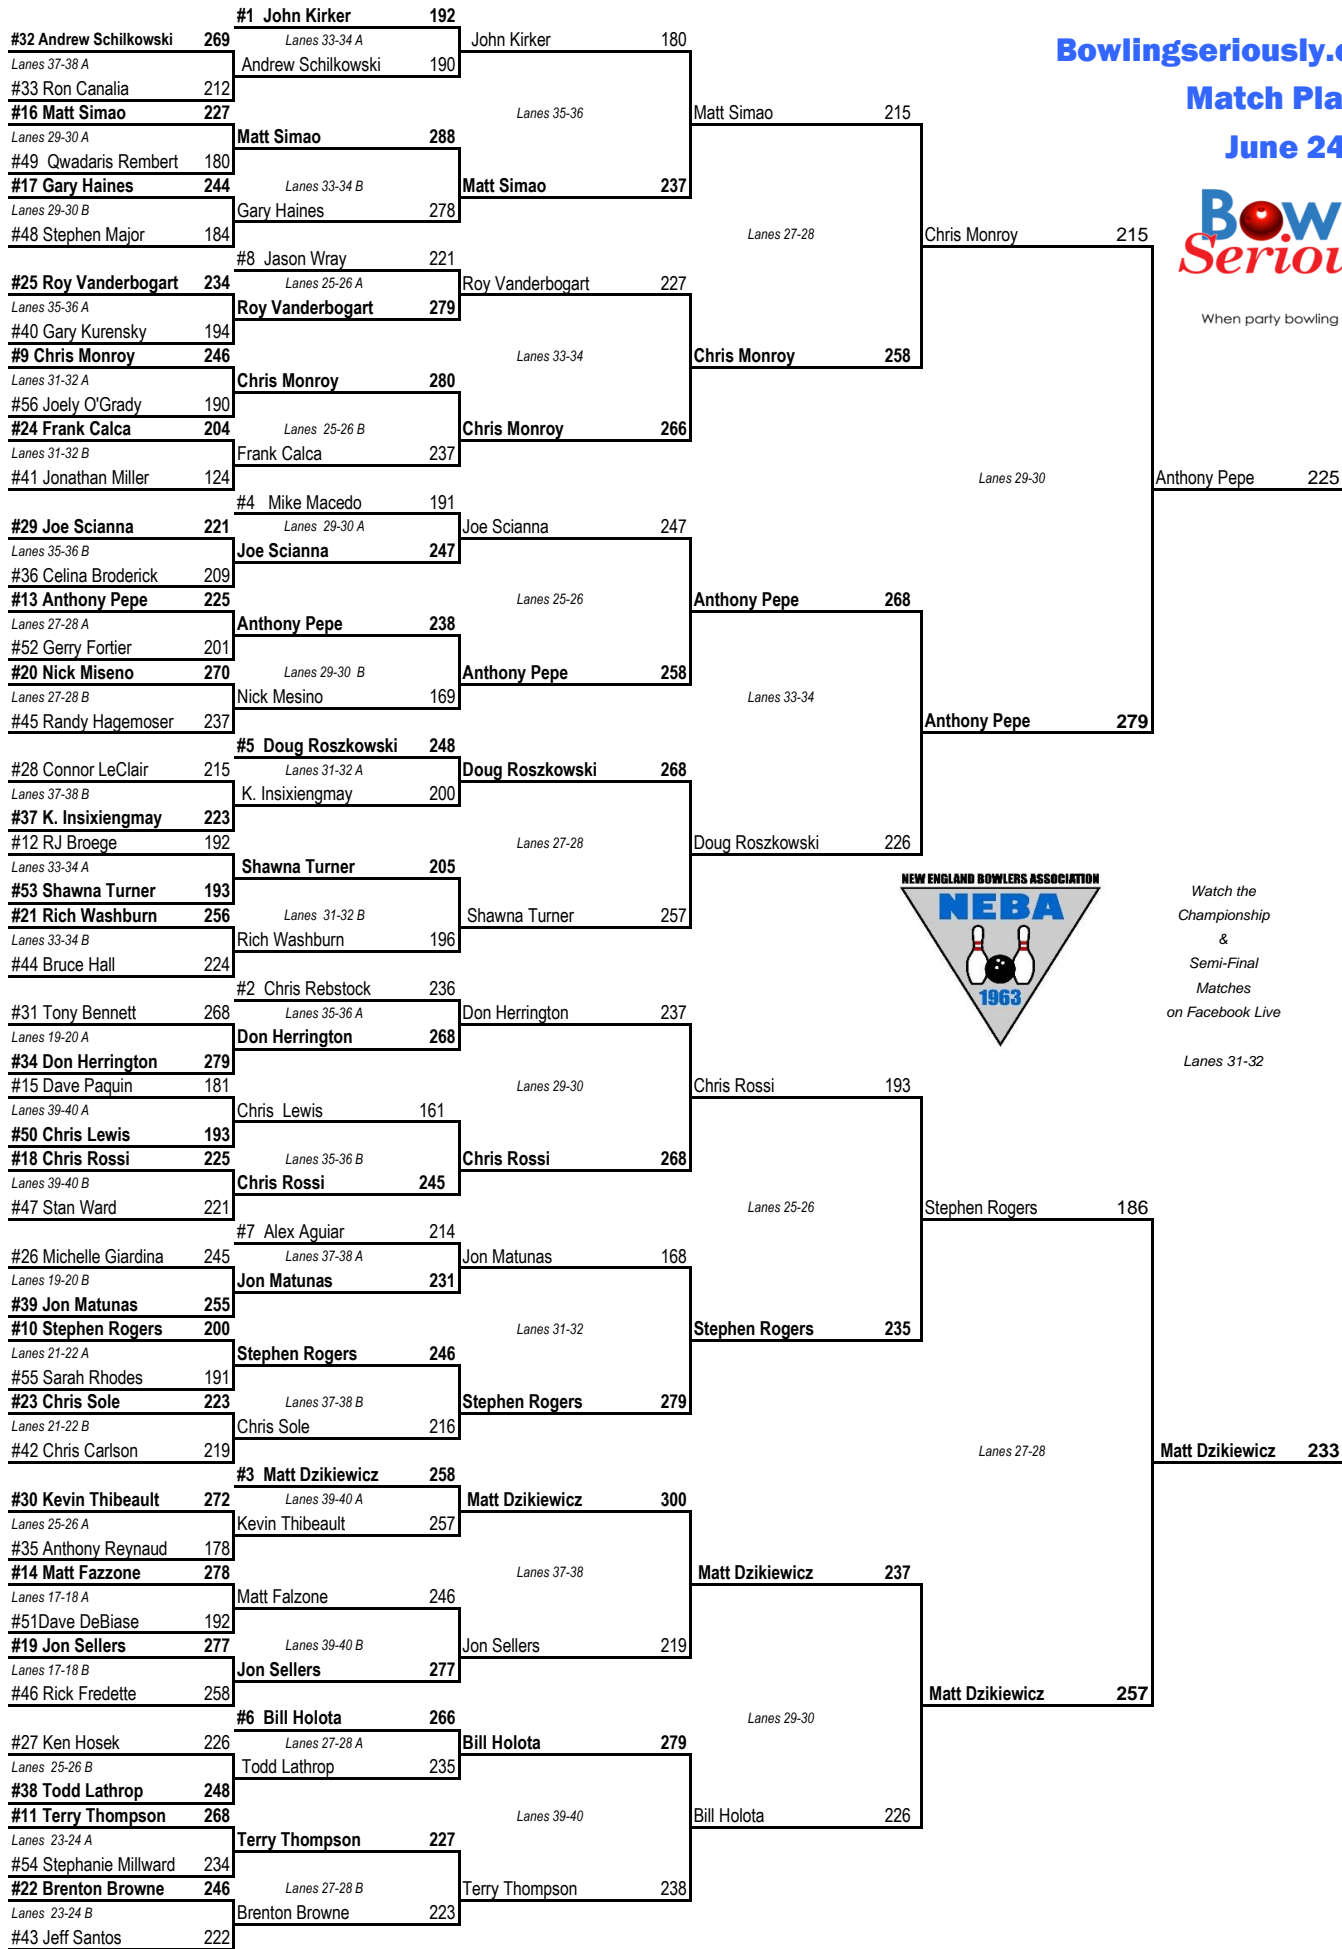 #1 John Kirker 192
#32 Andrew Schilkowski 269
Lanes 33-34 A
John Kirker 180
Lanes 37-38 A
Andrew Schilkowski 190
#33 Ron Canalia 212
#16 Matt Simao 227
Lanes 35-36
Matt Simao 215
Lanes 29-30 A
Matt Simao 288
#49 Qwadaris Rembert 180
#17 Gary Haines 244
Lanes 33-34 B
Matt Simao 237
Lanes 29-30 B
Gary Haines 278
#48 Stephen Major 184
Lanes 27-28
Chris Monroy 215
#8 Jason Wray 221
#25 Roy Vanderbogart 234
Lanes 25-26 A
Roy Vanderbogart 227
Lanes 35-36 A
Roy Vanderbogart 279
#40 Gary Kurensky 194
#9 Chris Monroy 246
Lanes 33-34
Chris Monroy 258
Lanes 31-32 A
Chris Monroy 280
#56 Joely O'Grady 190
#24 Frank Calca 204
Lanes 25-26 B
Chris Monroy 266
Lanes 31-32 B
Frank Calca 237
#41 Jonathan Miller 124
Lanes 29-30
Anthony Pepe 225
#4 Mike Macedo 191
#29 Joe Scianna 221
Lanes 29-30 A
Joe Scianna 247
Lanes 35-36 B
Joe Scianna 247
#36 Celina Broderick 209
#13 Anthony Pepe 225
Lanes 25-26
Anthony Pepe 268
Lanes 27-28 A
Anthony Pepe 238
#52 Gerry Fortier 201
#20 Nick Miseno 270
Lanes 29-30 B
Anthony Pepe 258
Lanes 27-28 B
Nick Mesino 169
Lanes 33-34
#45 Randy Hagemoser 237
Anthony Pepe 279
#5 Doug Roszkowski 248
#28 Connor LeClair 215
Lanes 31-32 A
Doug Roszkowski 268
Lanes 37-38 B
K. Insixiengmay 200
#37 K. Insixiengmay 223
#12 RJ Broege 192
Lanes 27-28
Doug Roszkowski 226
Lanes 33-34 A
Shawna Turner 205
#53 Shawna Turner 193
#21 Rich Washburn 256
Lanes 31-32 B
Shawna Turner 257
Lanes 33-34 B
Rich Washburn 196
#44 Bruce Hall 224
#2 Chris Rebstock 236
#31 Tony Bennett 268
Lanes 35-36 A
Don Herrington 237
Lanes 19-20 A
Don Herrington 268
#34 Don Herrington 279
#15 Dave Paquin 181
Lanes 29-30
Chris Rossi 193
Lanes 39-40 A
Chris Lewis 161
#50 Chris Lewis 193
#18 Chris Rossi 225
Lanes 35-36 B
Chris Rossi 268
Lanes 39-40 B
Chris Rossi 245
#47 Stan Ward 221
Lanes 25-26
Stephen Rogers 186
#7 Alex Aguiar 214
#26 Michelle Giardina 245
Lanes 37-38 A
Jon Matunas 168
Lanes 19-20 B
Jon Matunas 231
#39 Jon Matunas 255
#10 Stephen Rogers 200
Lanes 31-32
Stephen Rogers 235
Lanes 21-22 A
Stephen Rogers 246
#55 Sarah Rhodes 191
#23 Chris Sole 223
Lanes 37-38 B
Stephen Rogers 279
Lanes 21-22 B
Chris Sole 216
#42 Chris Carlson 219
Lanes 27-28
Matt Dzikiewicz 233
#3 Matt Dzikiewicz 258
#30 Kevin Thibeault 272
Lanes 39-40 A
Matt Dzikiewicz 300
Lanes 25-26 A
Kevin Thibeault 257
#35 Anthony Reynaud 178
#14 Matt Fazzone 278
Lanes 37-38
Matt Dzikiewicz 237
Lanes 17-18 A
Matt Falzone 246
#51Dave DeBiase 192
#19 Jon Sellers 277
Lanes 39-40 B
Jon Sellers 219
Lanes 17-18 B
Jon Sellers 277
#46 Rick Fredette 258
Matt Dzikiewicz 257
#6 Bill Holota 266
Lanes 29-30
#27 Ken Hosek 226
Lanes 27-28 A
Bill Holota 279
Lanes 25-26 B
Todd Lathrop 235
#38 Todd Lathrop 248
#11 Terry Thompson 268
Lanes 39-40
Bill Holota 226
Lanes 23-24 A
Terry Thompson 227
#54 Stephanie Millward 234
#22 Brenton Browne 246
Lanes 27-28 B
Terry Thompson 238
Lanes 23-24 B
Brenton Browne 223
#43 Jeff Santos 222
Bowlingseriously.
Match Pla
June 24
Bow
Seriou
When party bowling
NEW ENGLAND BOWLERS ASSOCIATION
NEBA
1963
Watch the
Championship
&
Semi-Final
Matches
on Facebook Live
Lanes 31-32